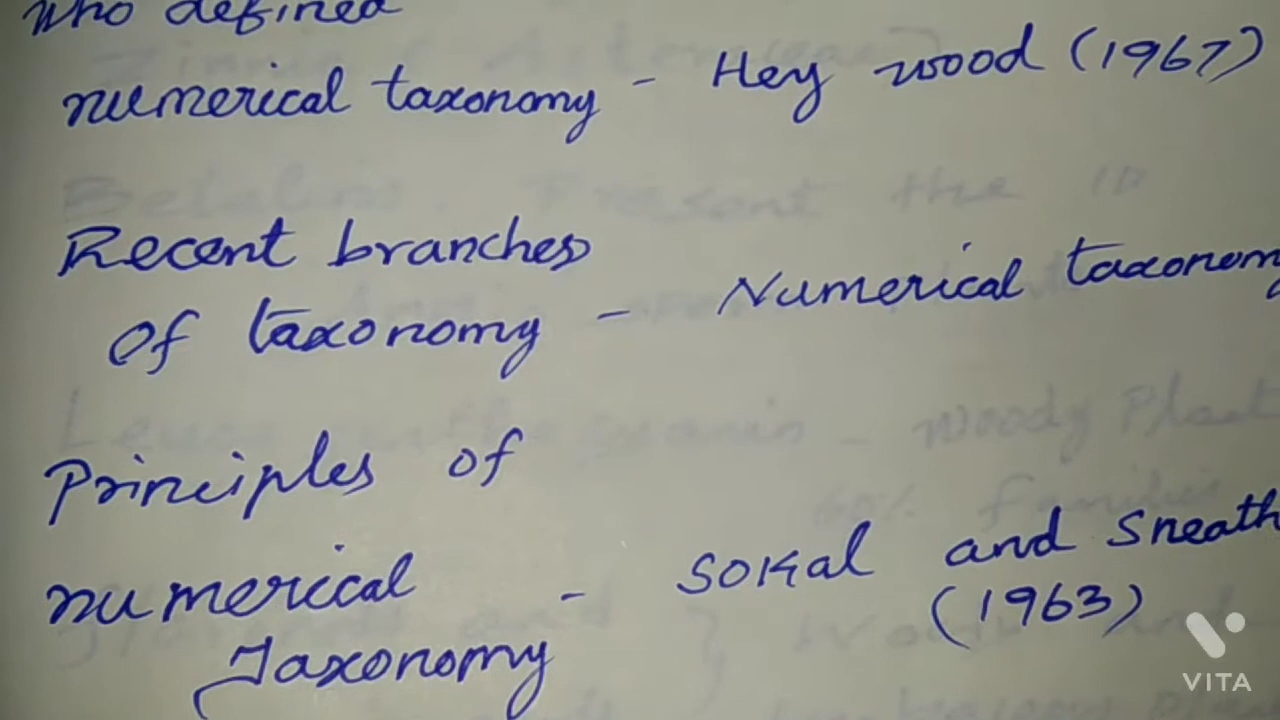 Who defined
numerical taxonomy - Hey wood (1967)
Recent branches
of taxonomy - Numerical taxonomy
Principles of
numerical - Sokal and Sneath
Taxonomy (1963)
VITA